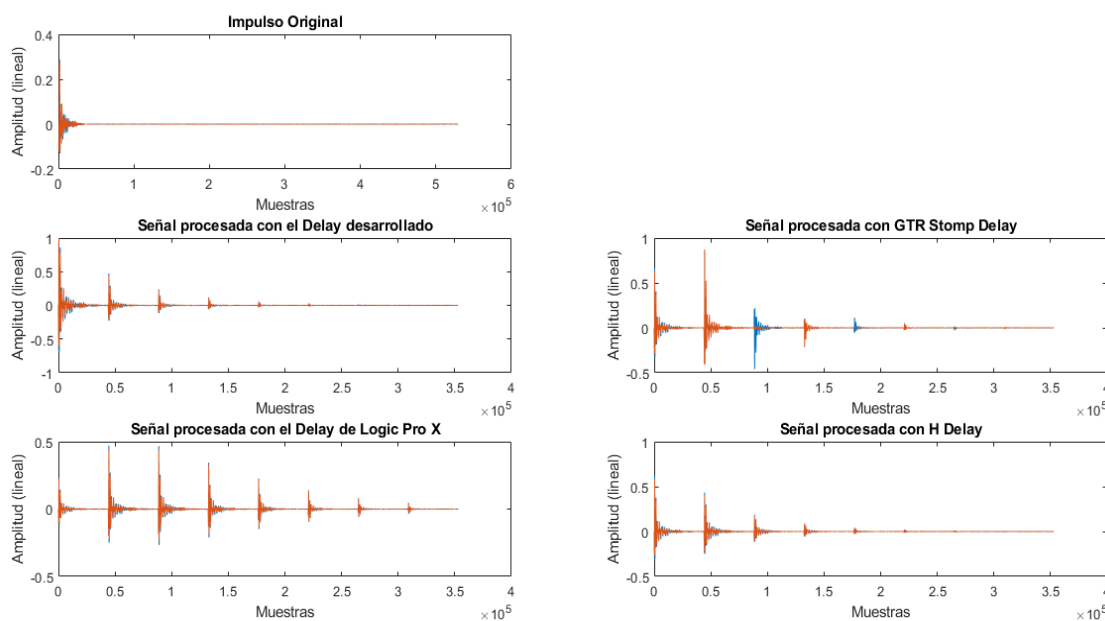 Impulso Original
Amplitud (lineal)
0.4
0.2
0
-0.2
0 1 2 3 4 5 6
Muestras
×10^5
Señal procesada con el Delay desarrollado
Amplitud (lineal)
1
0.5
0
-0.5
-1
0 0.5 1 1.5 2 2.5 3 3.5 4
Muestras
×10^5
Señal procesada con GTR Stomp Delay
Amplitud (lineal)
1
0.5
0
-0.5
0 0.5 1 1.5 2 2.5 3 3.5 4
Muestras
×10^5
Señal procesada con el Delay de Logic Pro X
Amplitud (lineal)
0.5
0
-0.5
0 0.5 1 1.5 2 2.5 3 3.5 4
Muestras
×10^5
Señal procesada con H Delay
Amplitud (lineal)
1
0.5
0
-0.5
0 0.5 1 1.5 2 2.5 3 3.5 4
Muestras
×10^5